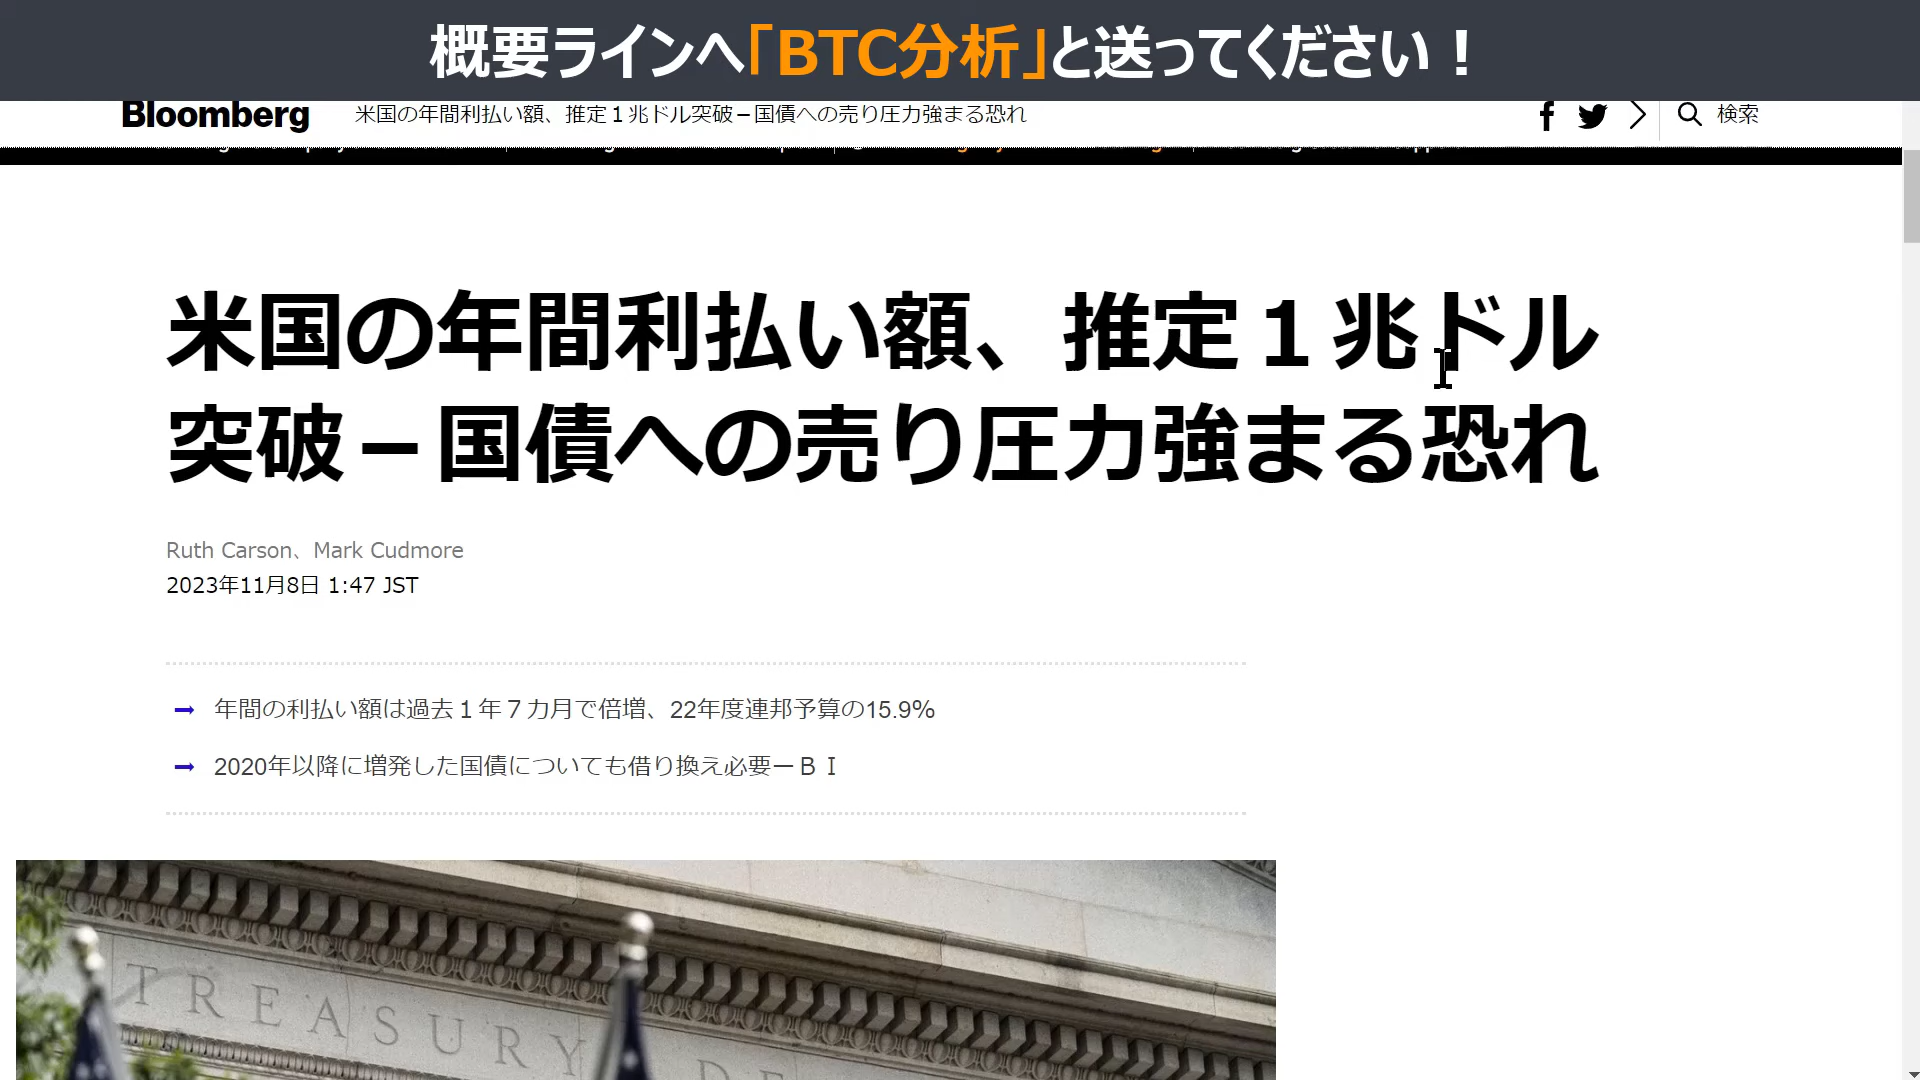 概要ラインへ「BTC分析」と送ってください！
Bloomberg 米国の年間利払い額、推定１兆ドル突破－国債への売り圧力強まる恐れ 検索
米国の年間利払い額、推定１兆ドル
突破－国債への売り圧力強まる恐れ
Ruth Carson、Mark Cudmore
2023年11月8日 1:47 JST
年間の利払い額は過去１年７カ月で倍増、22年度連邦予算の15.9%
2020年以降に増発した国債についても借り換え必要ーＢＩ
TREASURY DE